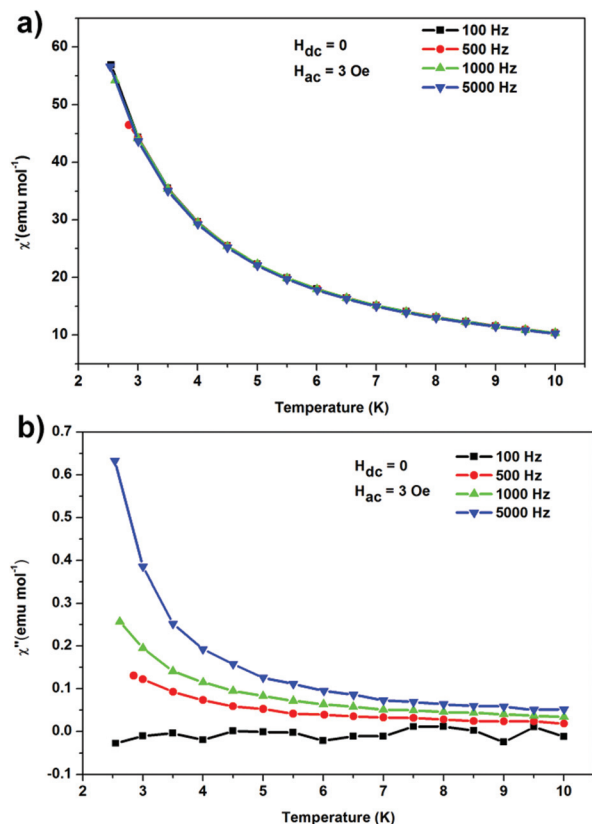 a)
60
50
40
30
20
10
χ'(emu mol⁻¹)
H_dc = 0
H_ac = 3 Oe
100 Hz
500 Hz
1000 Hz
5000 Hz
2 3 4 5 6 7 8 9 10
Temperature (K)
b)
0.7
0.6
0.5
0.4
0.3
0.2
0.1
0.0
-0.1
χ''(emu mol⁻¹)
H_dc = 0
H_ac = 3 Oe
100 Hz
500 Hz
1000 Hz
5000 Hz
2 3 4 5 6 7 8 9 10
Temperature (K)